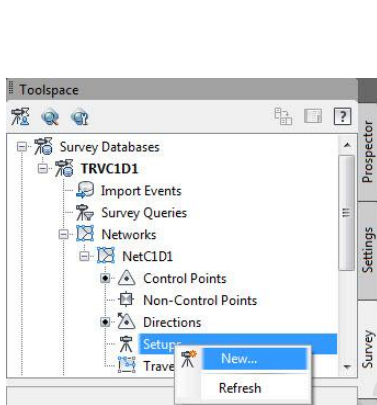 Toolspace
Survey Databases
TRVC1D1
Import Events
Survey Queries
Networks
NetC1D1
Control Points
Non-Control Points
Directions
Setups
New...
Trave
Refresh
Prospector
Settings
Survey